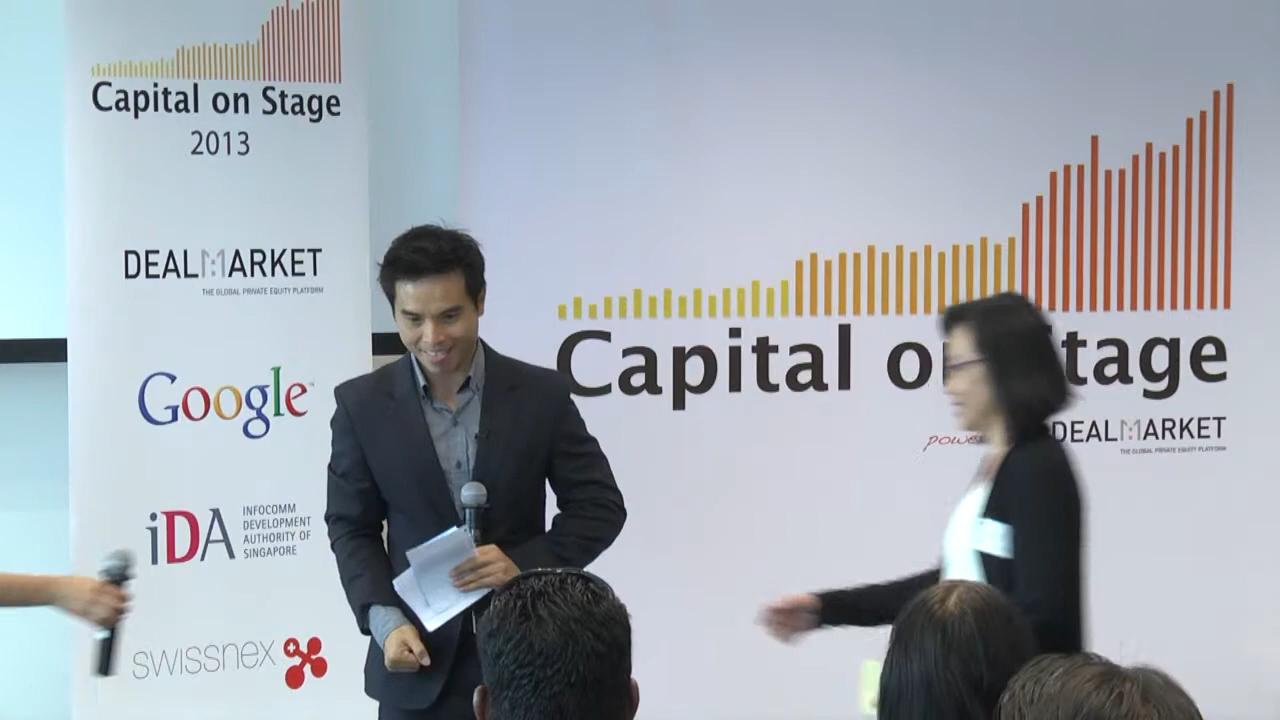 Capital on Stage
2013
DEALMARKET
THE GLOBAL PRIVATE EQUITY PLATFORM
Google
iDA
INFOCOMM
DEVELOPMENT
AUTHORITY OF
SINGAPORE
swissnex
Capital o tage
powe
DEALMARKET
THE GLOBAL PRIVATE EQUITY PLATFORM